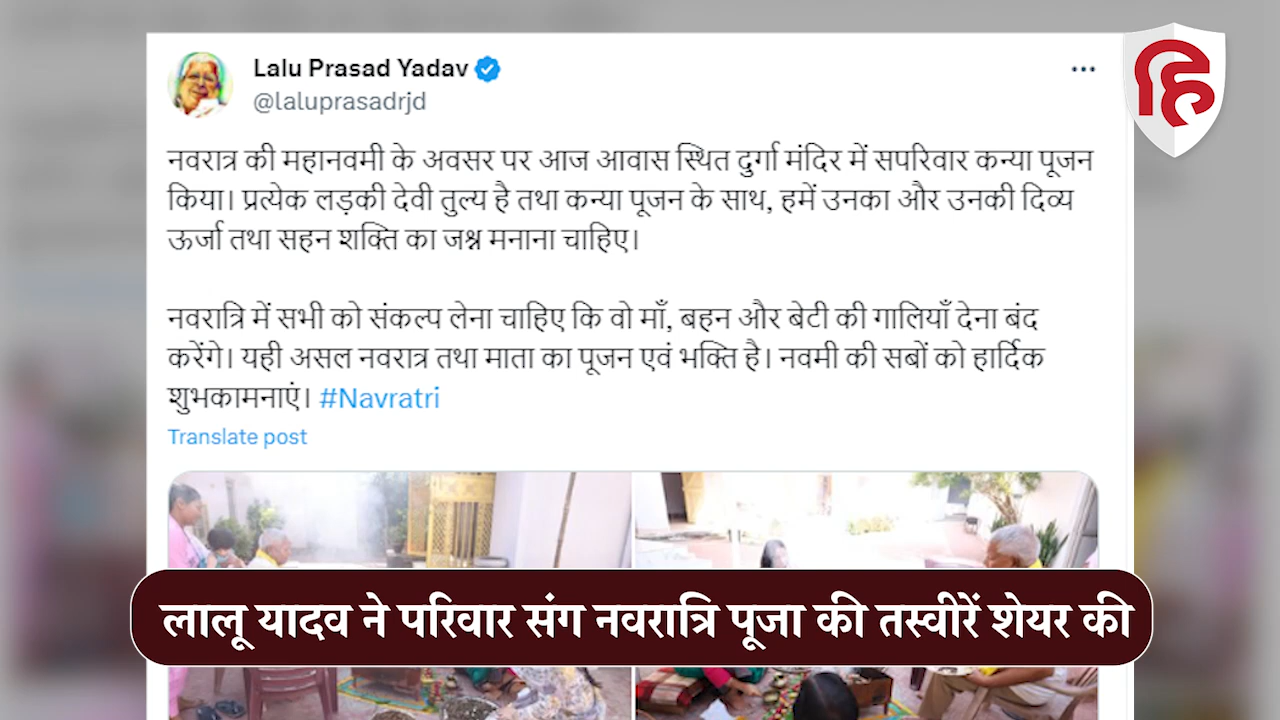 Lalu Prasad Yadav
@laluprasadrjd
नवरात्र की महानवमी के अवसर पर आज आवास स्थित दुर्गा मंदिर में सपरिवार कन्या पूजन
किया। प्रत्येक लड़की देवी तुल्य है तथा कन्या पूजन के साथ, हमें उनका और उनकी दिव्य
ऊर्जा तथा सहन शक्ति का जश्न मनाना चाहिए।
नवरात्रि में सभी को संकल्प लेना चाहिए कि वो माँ, बहन और बेटी की गालियाँ देना बंद
करेंगे। यही असल नवरात्र तथा माता का पूजन एवं भक्ति है। नवमी की सबों को हार्दिक
शुभकामनाएं। #Navratri
Translate post
लालू यादव ने परिवार संग नवरात्रि पूजा की तस्वीरें शेयर की
हि